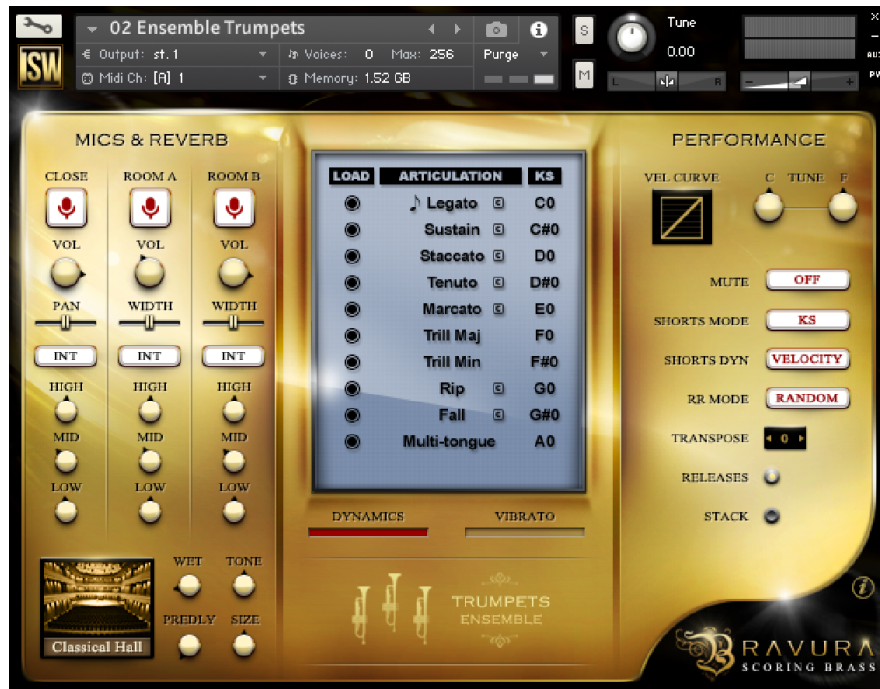 02 Ensemble Trumpets
Output: st. 1
Voices: 0 Max: 256 Purge
Midi Ch: [A] 1
Memory: 1.52 GB
S
M
Tune
0.00
L R
- +
X
-
AUX
PV
ISW
MICS & REVERB
CLOSE ROOM A ROOM B
VOL VOL VOL
PAN WIDTH WIDTH
INT INT INT
HIGH HIGH HIGH
MID MID MID
LOW LOW LOW
WET TONE
PREDLY SIZE
Classical Hall
LOAD ARTICULATION KS
Legato C C0
Sustain C C#0
Staccato C D0
Tenuto C D#0
Marcato C E0
Trill Maj F0
Trill Min F#0
Rip C G0
Fall C G#0
Multi-tongue A0
DYNAMICS VIBRATO
TRUMPETS
ENSEMBLE
PERFORMANCE
VEL CURVE C TUNE F
MUTE OFF
SHORTS MODE KS
SHORTS DYN VELOCITY
RR MODE RANDOM
TRANSPOSE 0
RELEASES
STACK
i
BRAVURA
SCORING BRASS